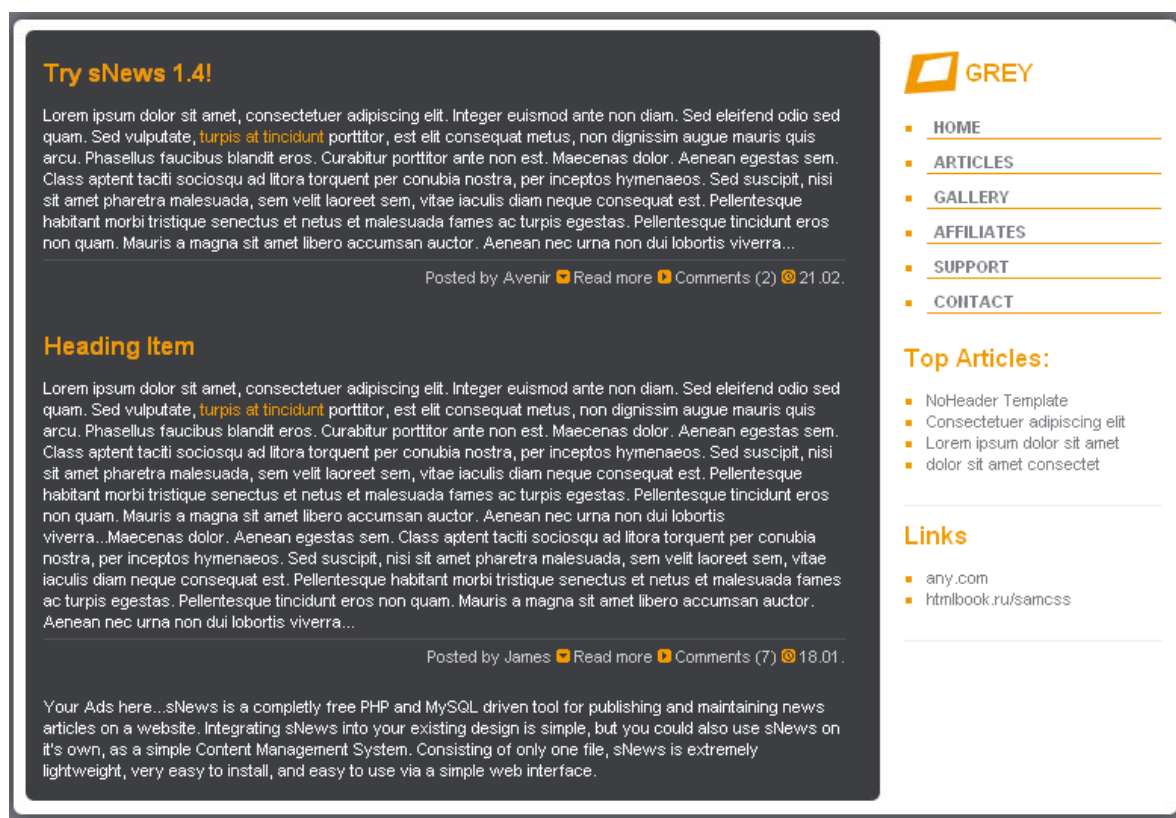 Try sNews 1.4!
Lorem ipsum dolor sit amet, consectetuer adipiscing elit. Integer euismod ante non diam. Sed eleifend odio sed
quam. Sed vulputate, turpis at tincidunt porttitor, est elit consequat metus, non dignissim augue mauris quis
arcu. Phasellus faucibus blandit eros. Curabitur porttitor ante non est. Maecenas dolor. Aenean egestas sem.
Class aptent taciti sociosqu ad litora torquent per conubia nostra, per inceptos hymenaeos. Sed suscipit, nisi
sit amet pharetra malesuada, sem velit laoreet sem, vitae iaculis diam neque consequat est. Pellentesque
habitant morbi tristique senectus et netus et malesuada fames ac turpis egestas. Pellentesque tincidunt eros
non quam. Mauris a magna sit amet libero accumsan auctor. Aenean nec urna non dui lobortis viverra...
Posted by Avenir Read more Comments (2) 21.02.
Heading Item
Lorem ipsum dolor sit amet, consectetuer adipiscing elit. Integer euismod ante non diam. Sed eleifend odio sed
quam. Sed vulputate, turpis at tincidunt porttitor, est elit consequat metus, non dignissim augue mauris quis
arcu. Phasellus faucibus blandit eros. Curabitur porttitor ante non est. Maecenas dolor. Aenean egestas sem.
Class aptent taciti sociosqu ad litora torquent per conubia nostra, per inceptos hymenaeos. Sed suscipit, nisi
sit amet pharetra malesuada, sem velit laoreet sem, vitae iaculis diam neque consequat est. Pellentesque
habitant morbi tristique senectus et netus et malesuada fames ac turpis egestas. Pellentesque tincidunt eros
non quam. Mauris a magna sit amet libero accumsan auctor. Aenean nec urna non dui lobortis
viverra...Maecenas dolor. Aenean egestas sem. Class aptent taciti sociosqu ad litora torquent per conubia
nostra, per inceptos hymenaeos. Sed suscipit, nisi sit amet pharetra malesuada, sem velit laoreet sem, vitae
iaculis diam neque consequat est. Pellentesque habitant morbi tristique senectus et netus et malesuada fames
ac turpis egestas. Pellentesque tincidunt eros non quam. Mauris a magna sit amet libero accumsan auctor.
Aenean nec urna non dui lobortis viverra...
Posted by James Read more Comments (7) 18.01.
Your Ads here...sNews is a completly free PHP and MySQL driven tool for publishing and maintaining news
articles on a website. Integrating sNews into your existing design is simple, but you could also use sNews on
it's own, as a simple Content Management System. Consisting of only one file, sNews is extremely
lightweight, very easy to install, and easy to use via a simple web interface.
GREY
HOME
ARTICLES
GALLERY
AFFILIATES
SUPPORT
CONTACT
Top Articles:
NoHeader Template
Consectetuer adipiscing elit
Lorem ipsum dolor sit amet
dolor sit amet consectet
Links
any.com
htmlbook.ru/samcss